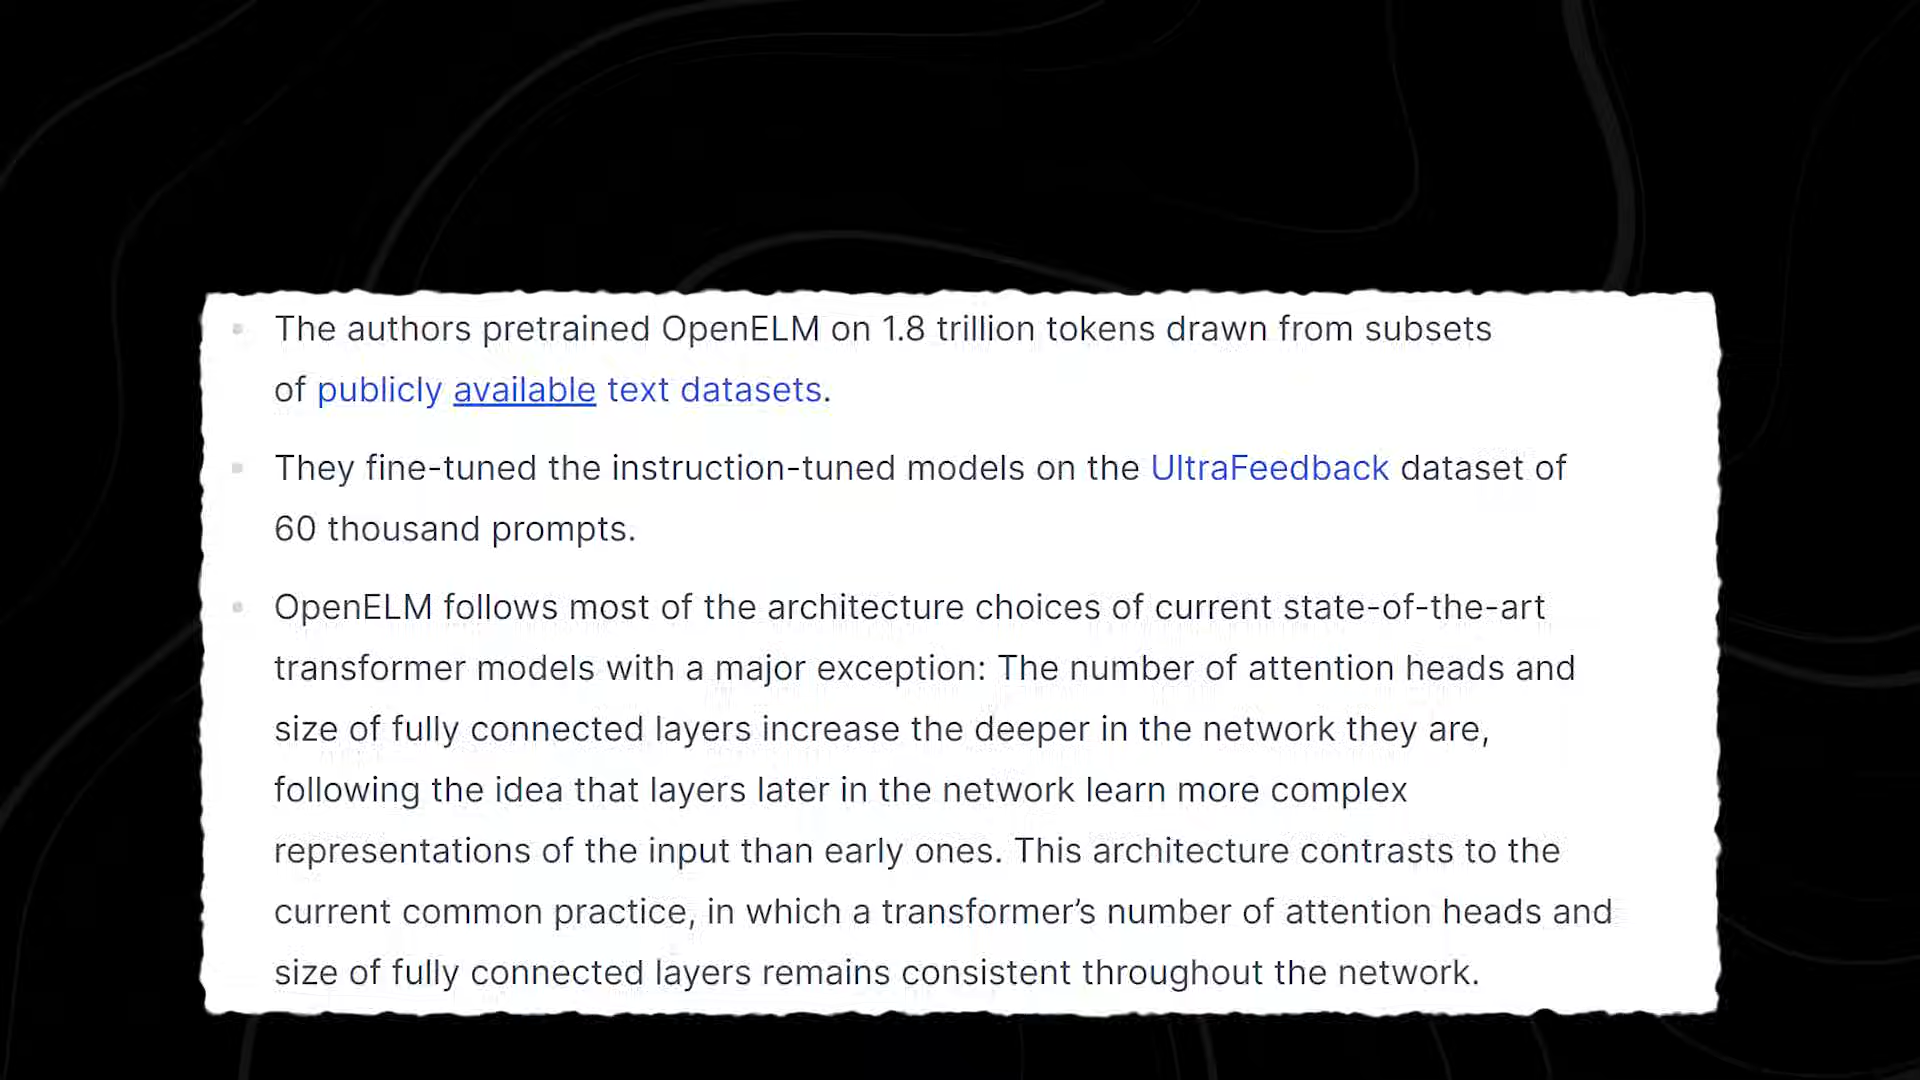 The authors pretrained OpenELM on 1.8 trillion tokens drawn from subsets
of publicly available text datasets.
They fine-tuned the instruction-tuned models on the UltraFeedback dataset of
60 thousand prompts.
OpenELM follows most of the architecture choices of current state-of-the-art
transformer models with a major exception: The number of attention heads and
size of fully connected layers increase the deeper in the network they are,
following the idea that layers later in the network learn more complex
representations of the input than early ones. This architecture contrasts to the
current common practice, in which a transformer’s number of attention heads and
size of fully connected layers remains consistent throughout the network.